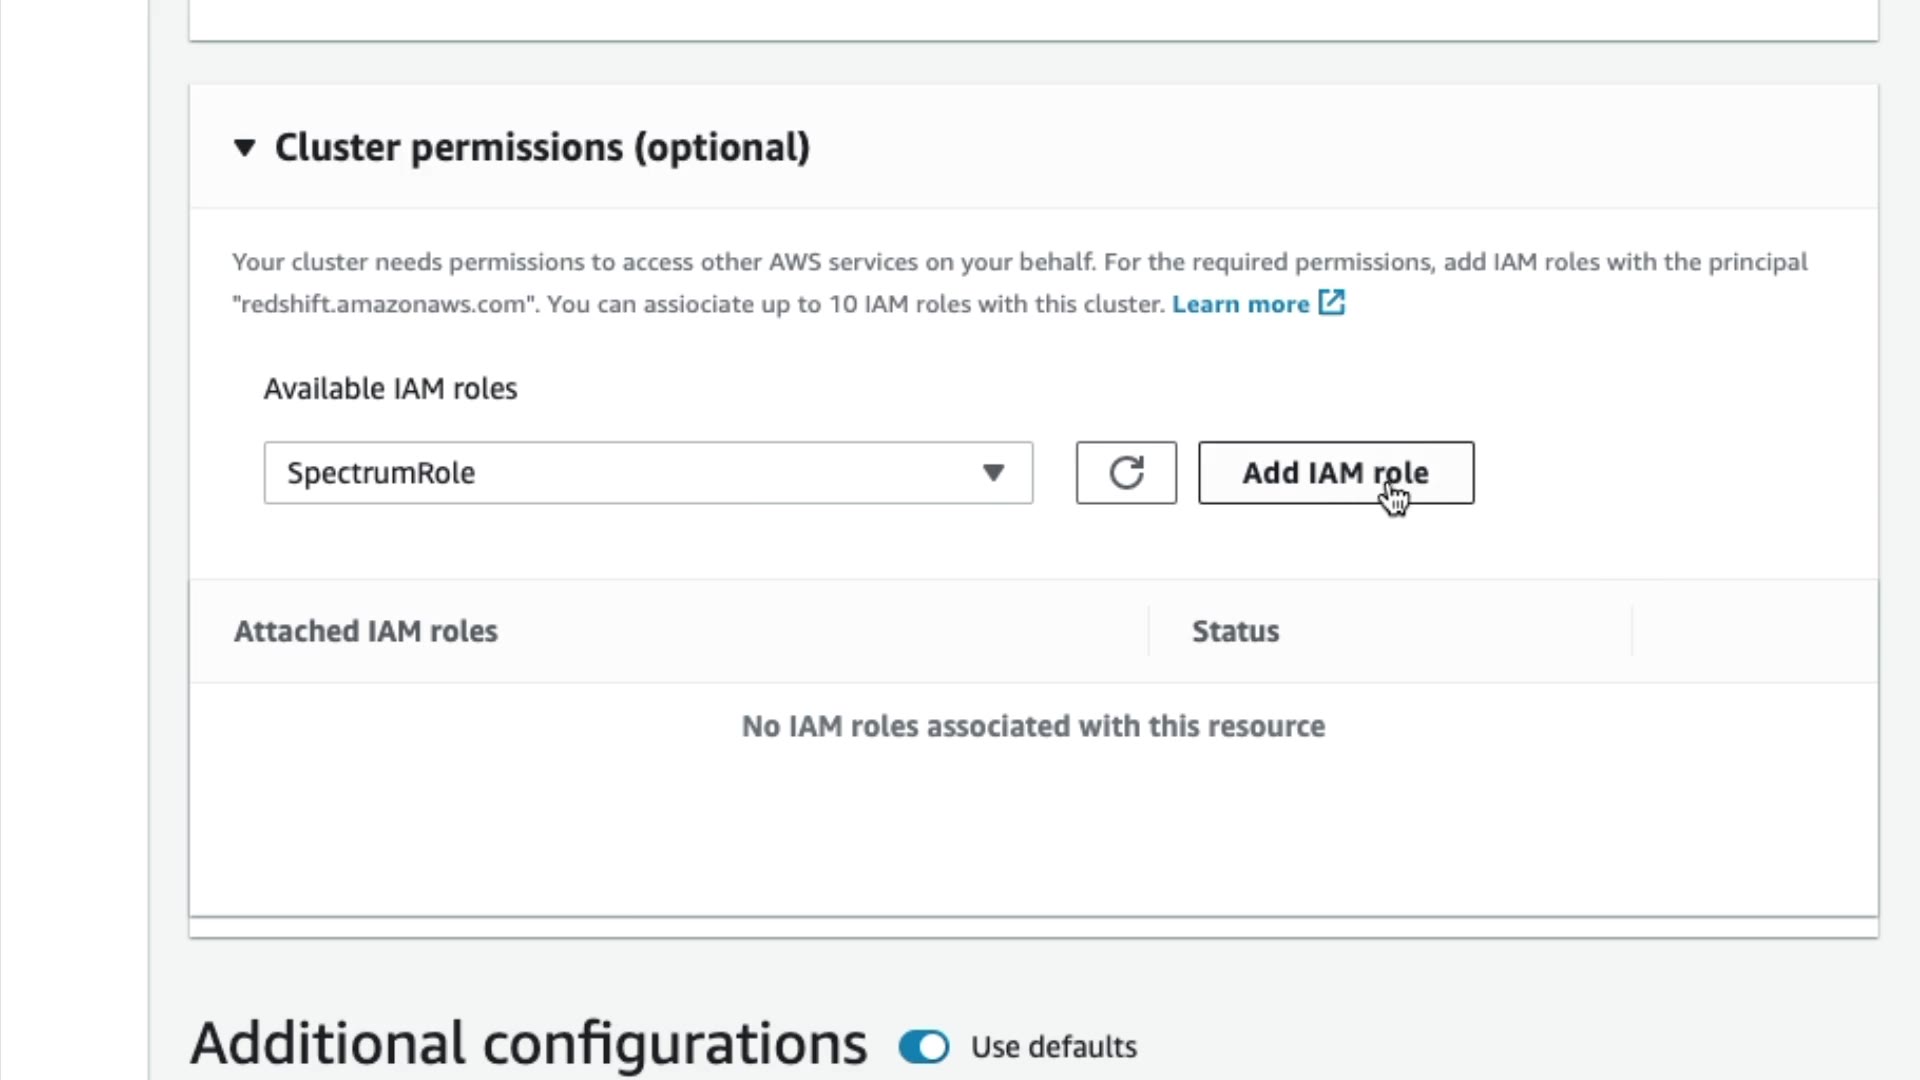 Cluster permissions (optional)
Your cluster needs permissions to access other AWS services on your behalf. For the required permissions, add IAM roles with the principal
"redshift.amazonaws.com". You can assiociate up to 10 IAM roles with this cluster. Learn more
Available IAM roles
SpectrumRole
Add IAM role
Attached IAM roles
Status
No IAM roles associated with this resource
Additional configurations
Use defaults